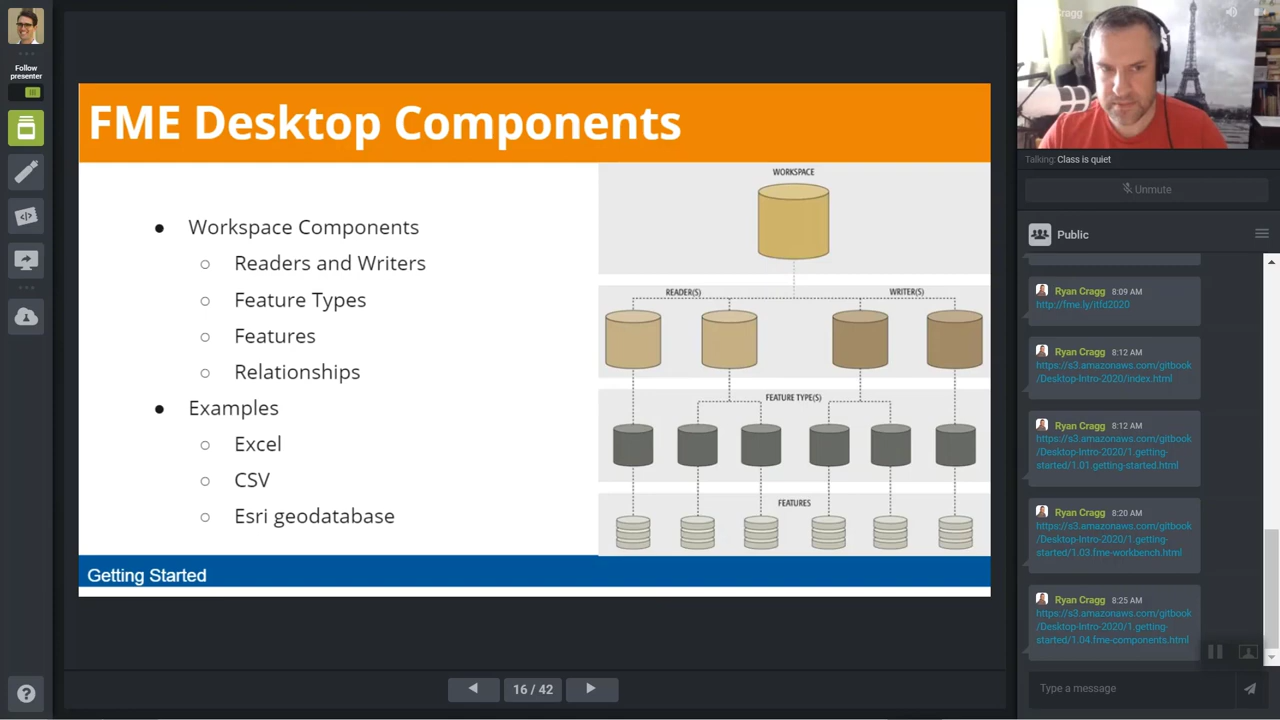 Follow
presenter
FME Desktop Components
● Workspace Components
○ Readers and Writers
○ Feature Types
○ Features
○ Relationships
● Examples
○ Excel
○ CSV
○ Esri geodatabase
WORKSPACE
READER(S)
WRITER(S)
FEATURE TYPE(S)
FEATURES
Getting Started
16 / 42
Cragg
Talking: Class is quiet
Unmute
Public
Ryan Cragg 8:09 AM
http://fme.ly/itfd2020
Ryan Cragg 8:12 AM
https://s3.amazonaws.com/gitbook
/Desktop-Intro-2020/index.html
Ryan Cragg 8:12 AM
https://s3.amazonaws.com/gitbook
/Desktop-Intro-2020/1.getting-
started/1.01.getting-started.html
Ryan Cragg 8:20 AM
https://s3.amazonaws.com/gitbook
/Desktop-Intro-2020/1.getting-
started/1.03.fme-workbench.html
Ryan Cragg 8:25 AM
https://s3.amazonaws.com/gitbook
/Desktop-Intro-2020/1.getting-
started/1.04.fme-components.html
Type a message